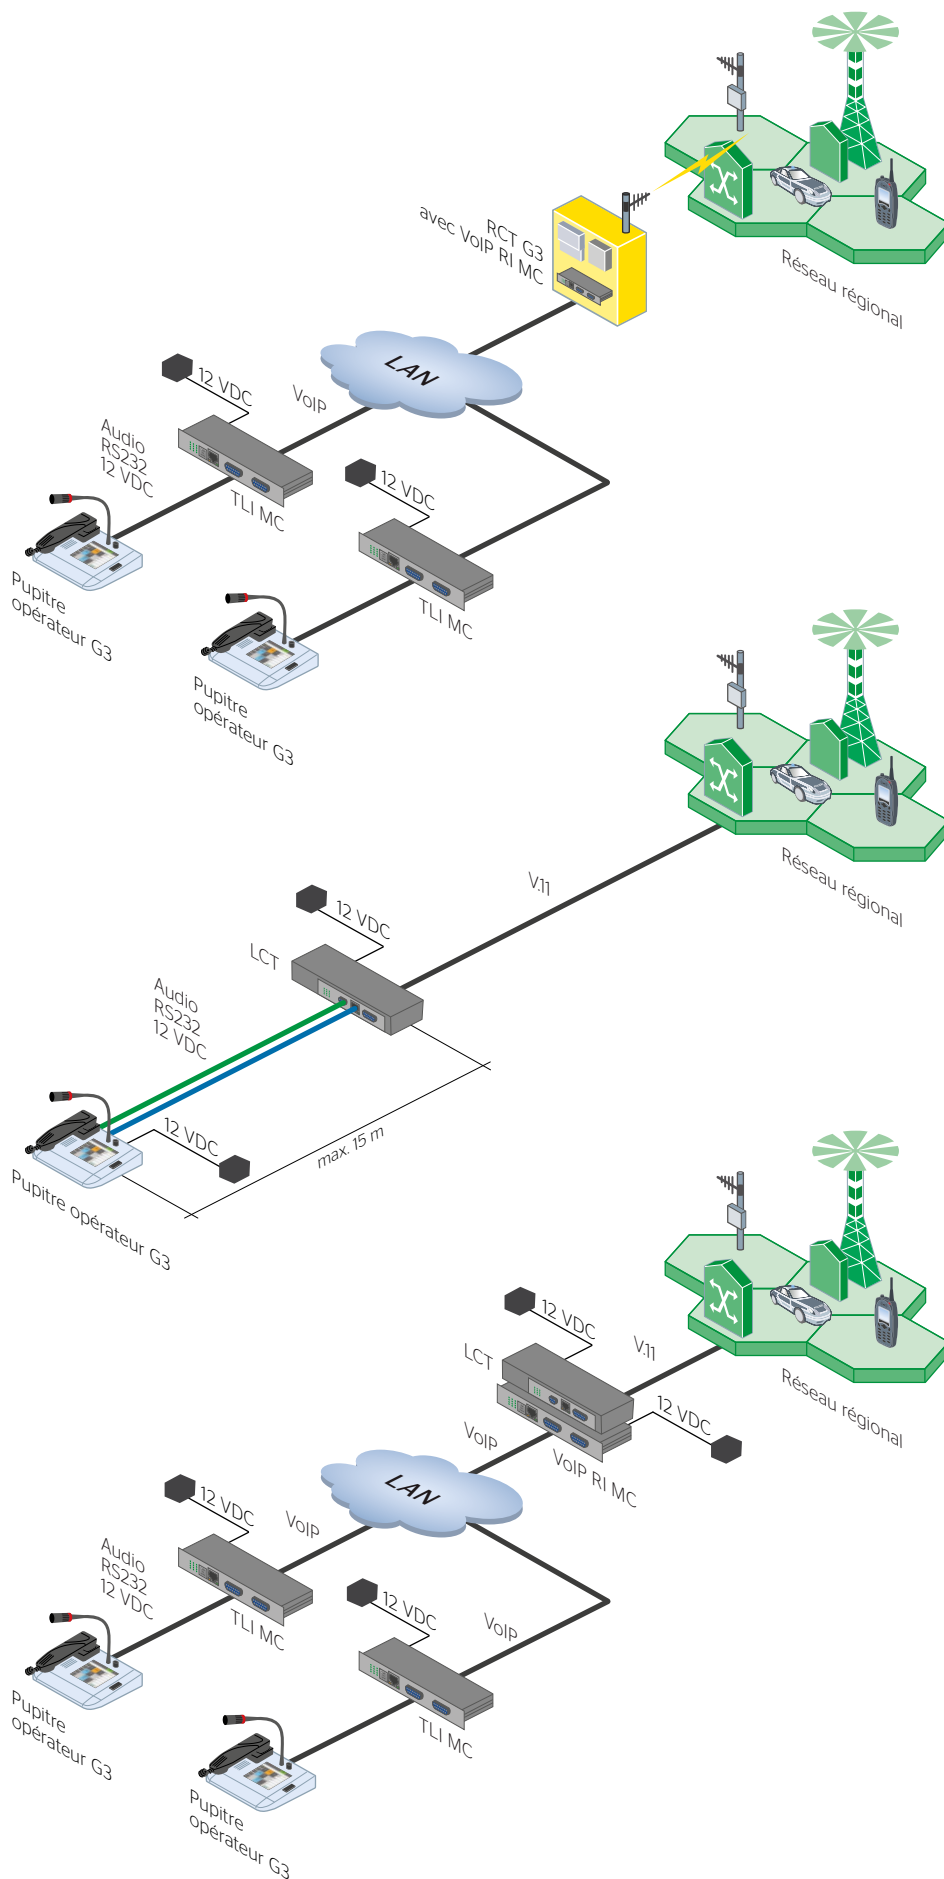 RCT G3
avec VoIP RI MC
Réseau régional
LAN
12 VDC
VoIP
Audio
RS232
12 VDC
TLI MC
12 VDC
TLI MC
Pupitre
opérateur G3
Pupitre
opérateur G3
Réseau régional
V.11
12 VDC
LCT
Audio
RS232
12 VDC
12 VDC
max. 15 m
Pupitre opérateur G3
12 VDC
V.11
LCT
Réseau régional
12 VDC
VoIP
VoIP RI MC
LAN
12 VDC
VoIP
Audio
RS232
12 VDC
TLI MC
12 VDC
VoIP
TLI MC
Pupitre
opérateur G3
Pupitre
opérateur G3